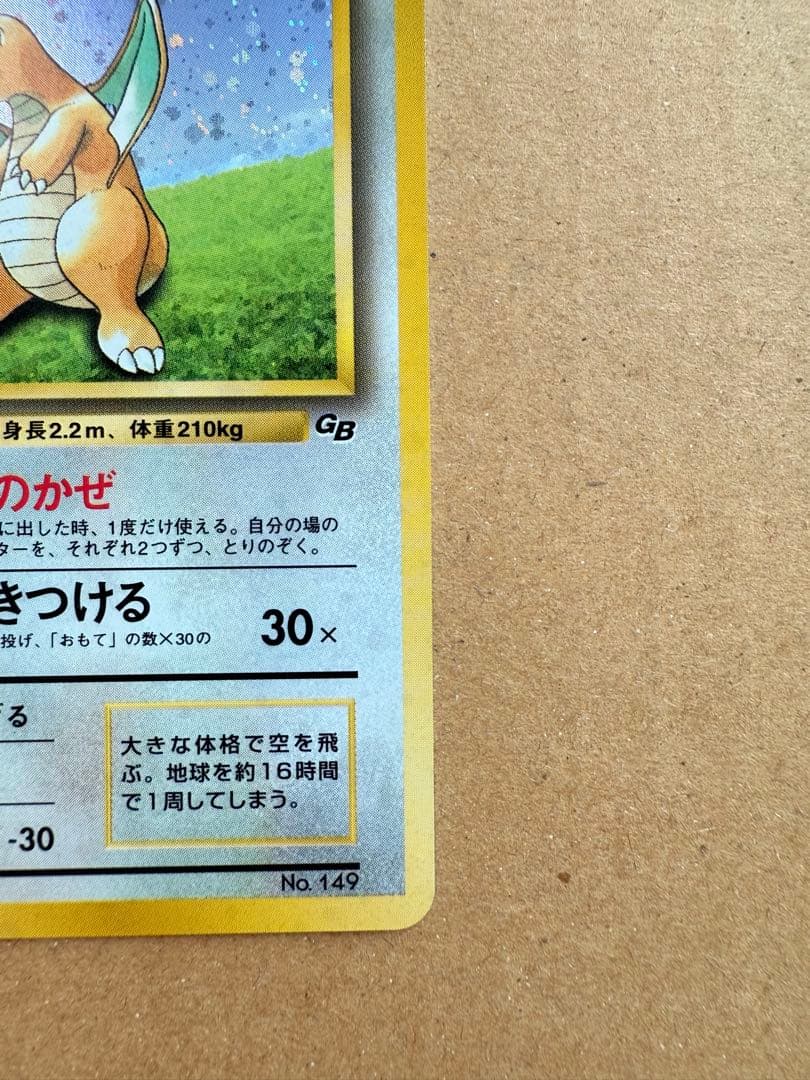 身長2.2m、体重210kg
GB
のかぜ
に出した時、1度だけ使える。自分の場の
ターを、それぞれ2つずつ、とりのぞく。
きつける
30×
投げ、「おもて」の数×30の
る
大きな体格で空を飛
ぶ。地球を約16時間
で1周してしまう。
-30
No. 149